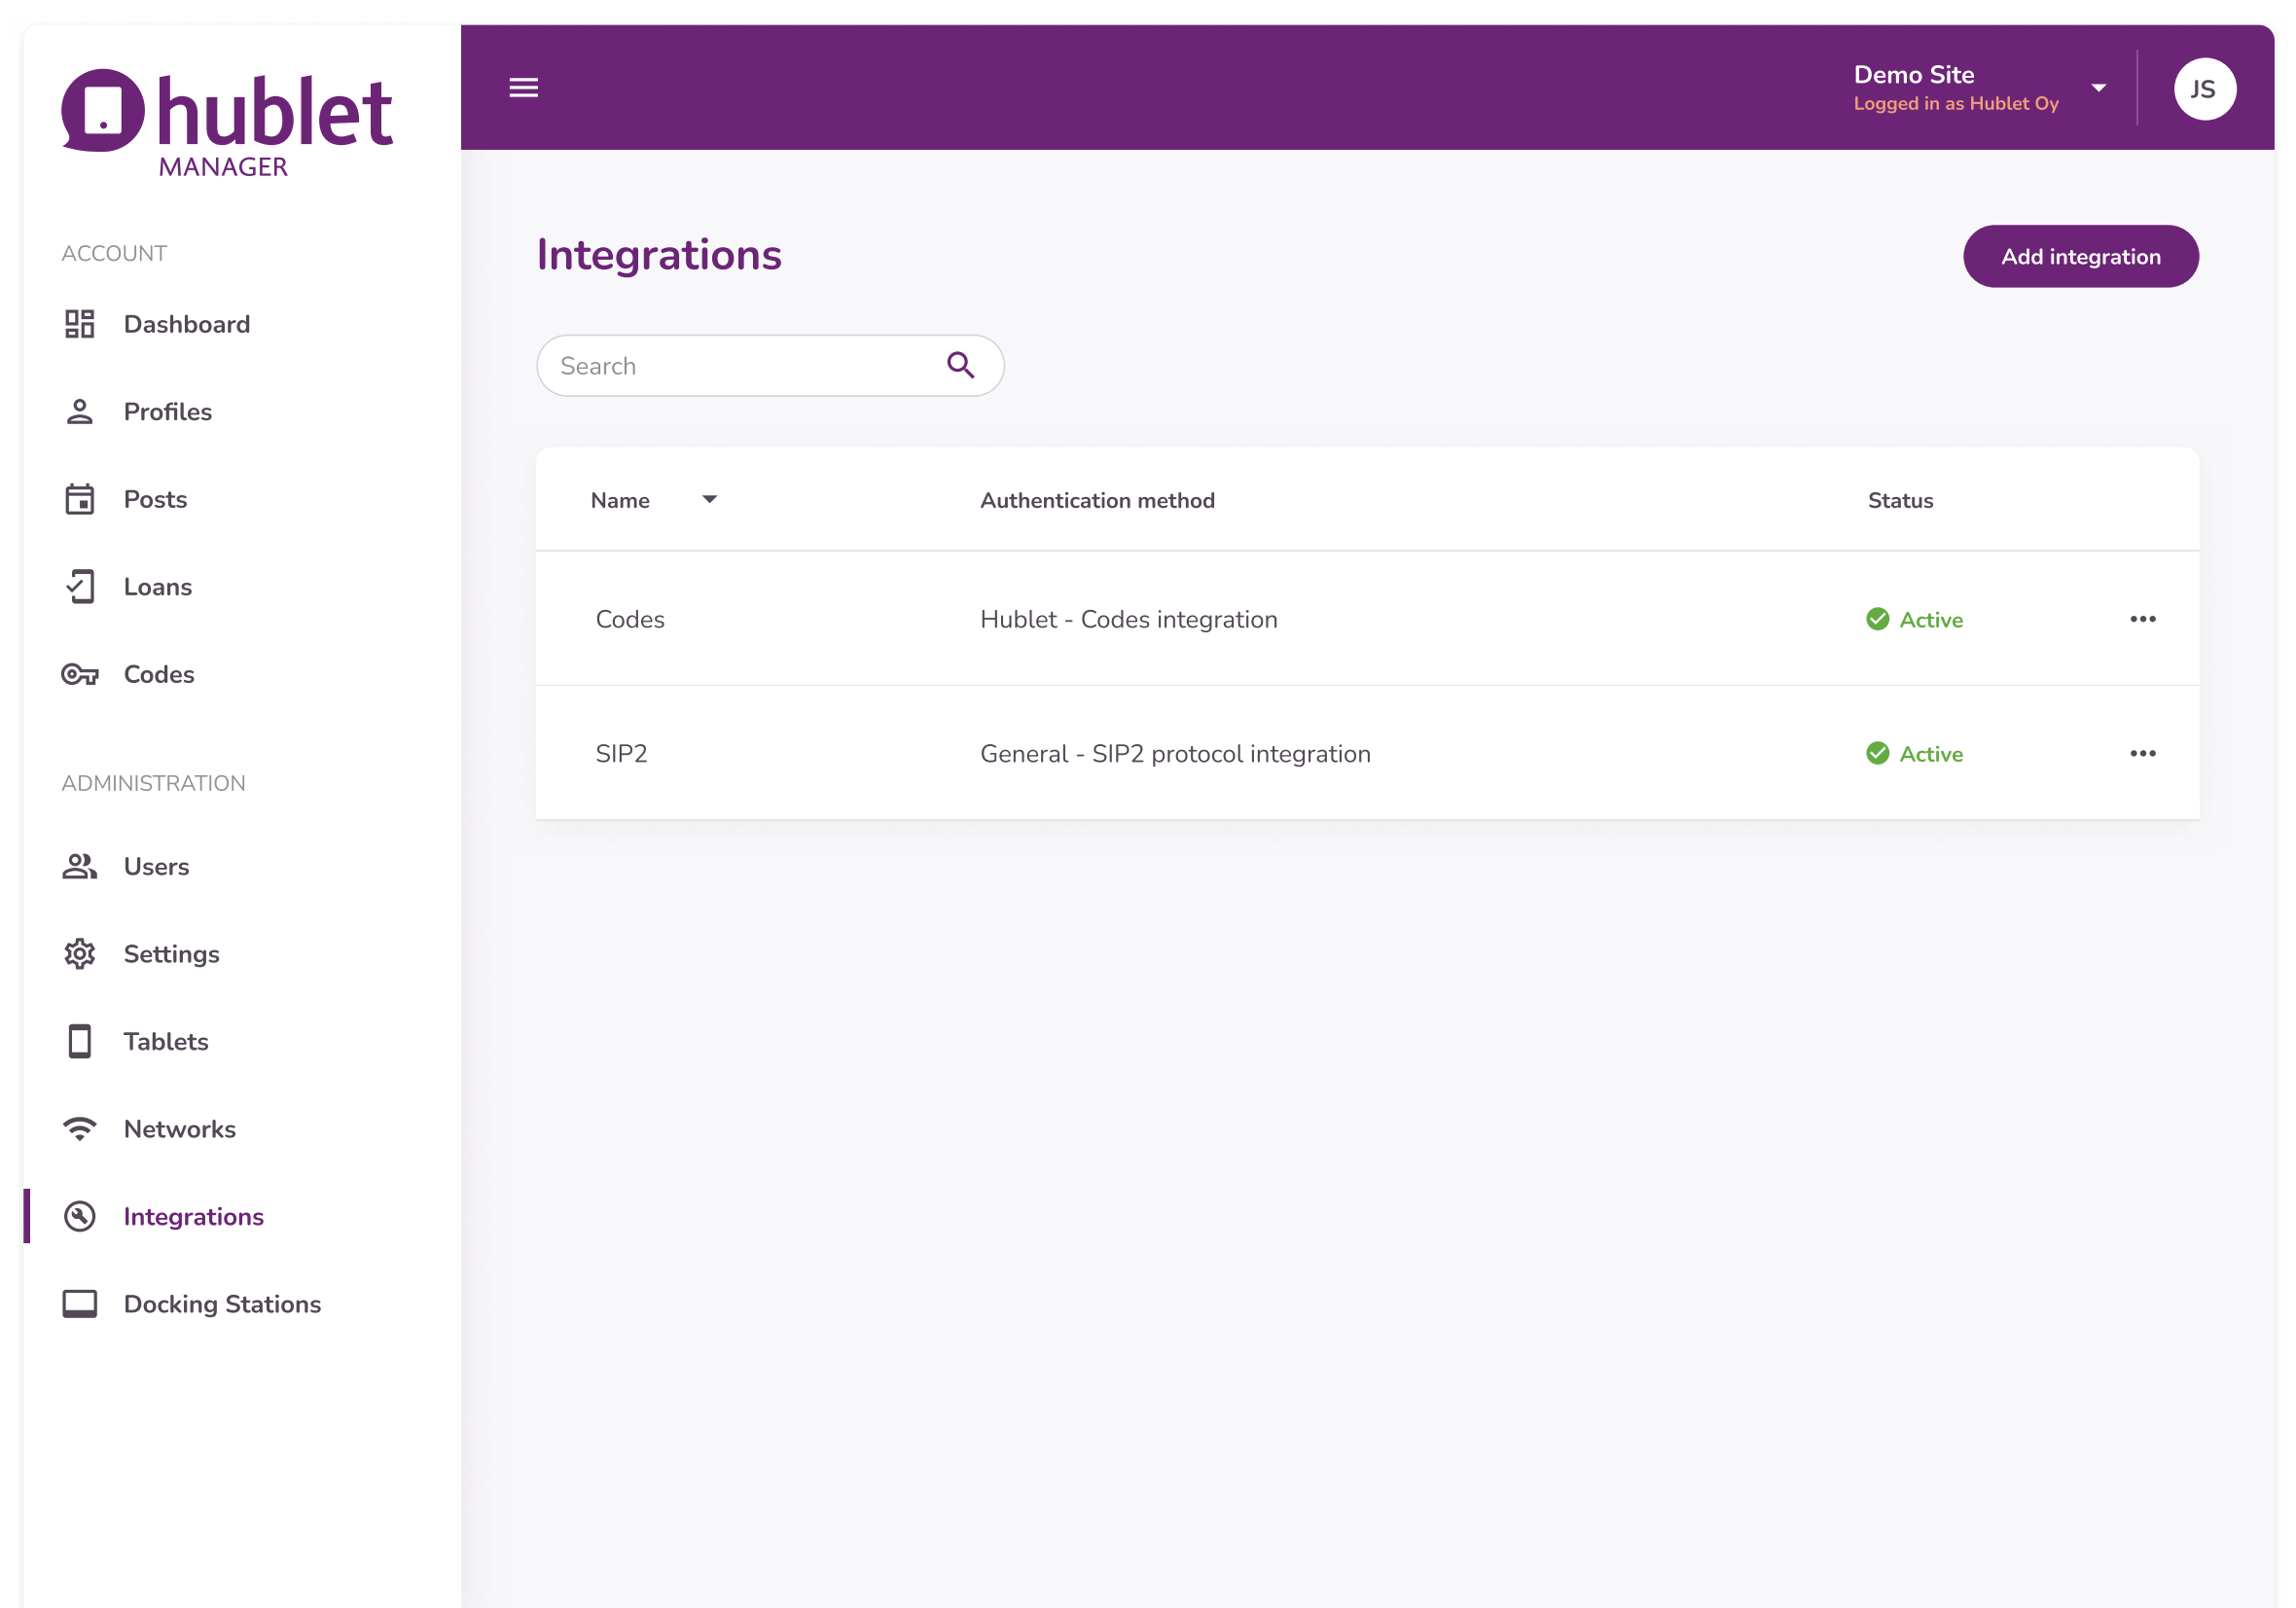 hublet
MANAGER
ACCOUNT
Dashboard
Profiles
Posts
Loans
Codes
ADMINISTRATION
Users
Settings
Tablets
Networks
Integrations
Docking Stations
Demo Site
Logged in as Hublet Oy
JS
Integrations
Add integration
Search
Name Authentication method Status
Codes Hublet - Codes integration Active
SIP2 General - SIP2 protocol integration Active